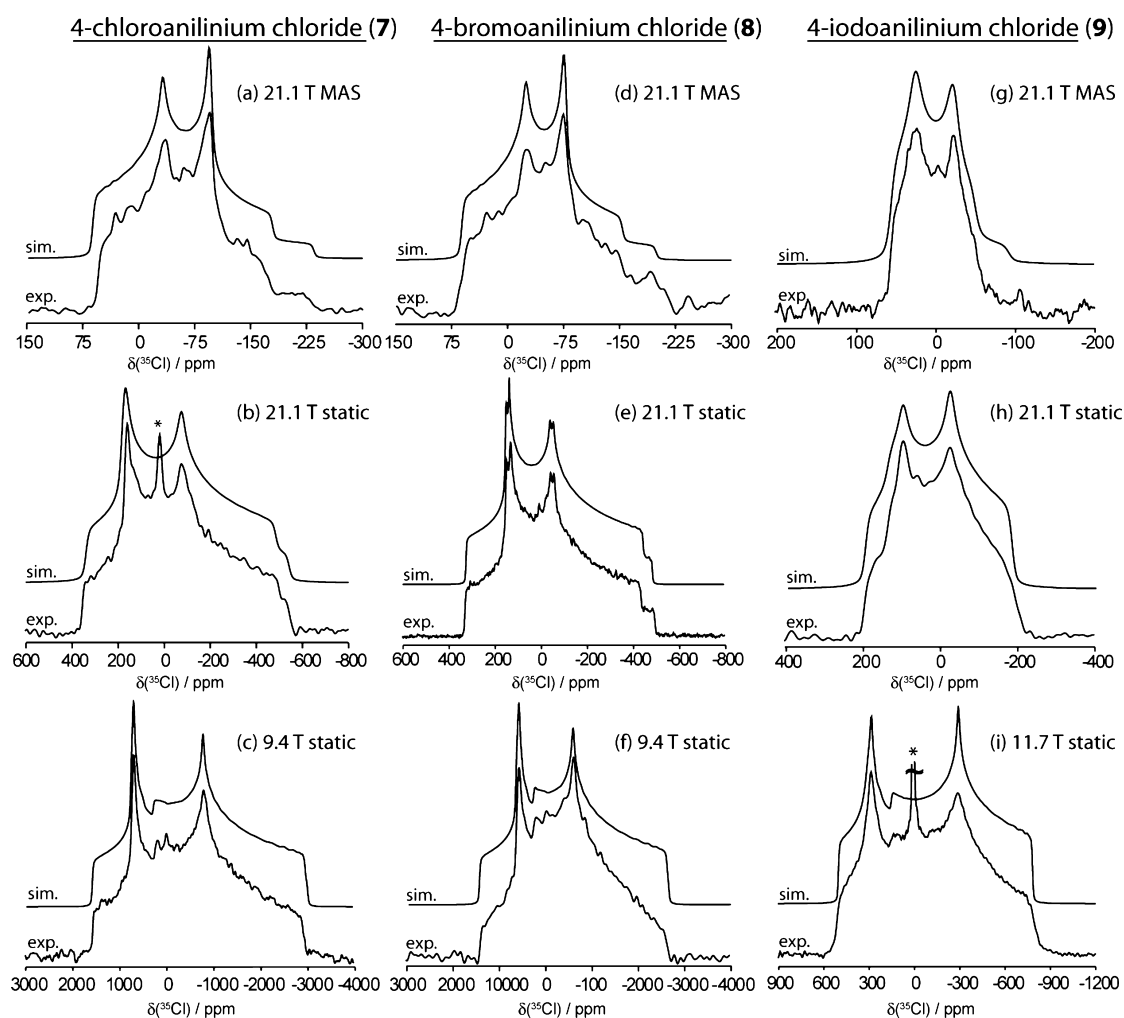 4-chloroanilinium chloride (7) 4-bromoanilinium chloride (8) 4-iodoanilinium chloride (9)
(a) 21.1 T MAS
sim.
exp.
150 75 0 -75 -150 -225 -300
δ(³⁵Cl) / ppm
(d) 21.1 T MAS
sim.
exp.
150 75 0 -75 -150 -225 -300
δ(³⁵Cl) / ppm
(g) 21.1 T MAS
sim.
exp.
200 100 0 -100 -200
δ(³⁵Cl) / ppm
(b) 21.1 T static
*
sim.
exp.
600 400 200 0 -200 -400 -600 -800
δ(³⁵Cl) / ppm
(e) 21.1 T static
sim.
exp.
600 400 200 0 -200 -400 -600 -800
δ(³⁵Cl) / ppm
(h) 21.1 T static
sim.
exp.
400 200 0 -200 -400
δ(³⁵Cl) / ppm
(c) 9.4 T static
sim.
exp.
3000 2000 1000 0 -1000 -2000 -3000 -4000
δ(³⁵Cl) / ppm
(f) 9.4 T static
sim.
exp.
3000 2000 1000 0 -1000 -2000 -3000 -4000
δ(³⁵Cl) / ppm
(i) 11.7 T static
*
sim.
exp.
900 600 300 0 -300 -600 -900 -1200
δ(³⁵Cl) / ppm